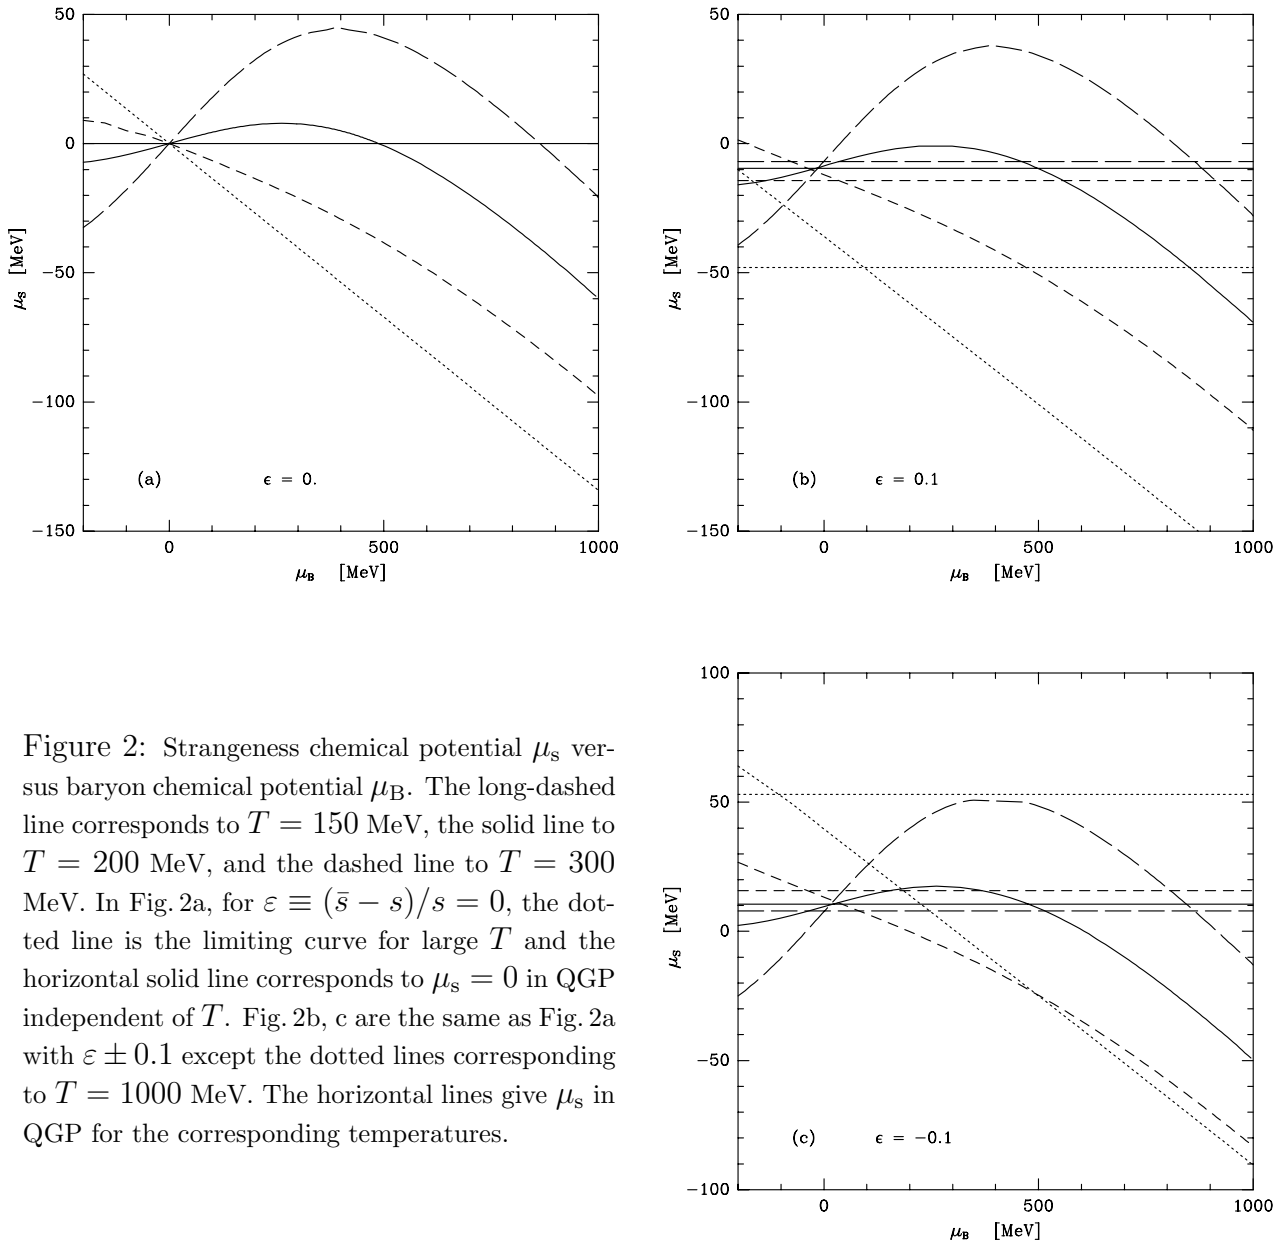 50
0
−50
−100
−150
μs [MeV]
(a) ϵ = 0.
0 500 1000
μB [MeV]
50
0
−50
−100
−150
μs [MeV]
(b) ϵ = 0.1
0 500 1000
μB [MeV]
Figure 2: Strangeness chemical potential μs ver-
sus baryon chemical potential μB. The long-dashed
line corresponds to T = 150 MeV, the solid line to
T = 200 MeV, and the dashed line to T = 300
MeV. In Fig. 2a, for ε ≡ (s̄ − s)/s = 0, the dot-
ted line is the limiting curve for large T and the
horizontal solid line corresponds to μs = 0 in QGP
independent of T. Fig. 2b, c are the same as Fig. 2a
with ε ± 0.1 except the dotted lines corresponding
to T = 1000 MeV. The horizontal lines give μs in
QGP for the corresponding temperatures.
100
50
0
−50
−100
μs [MeV]
(c) ϵ = −0.1
0 500 1000
μB [MeV]